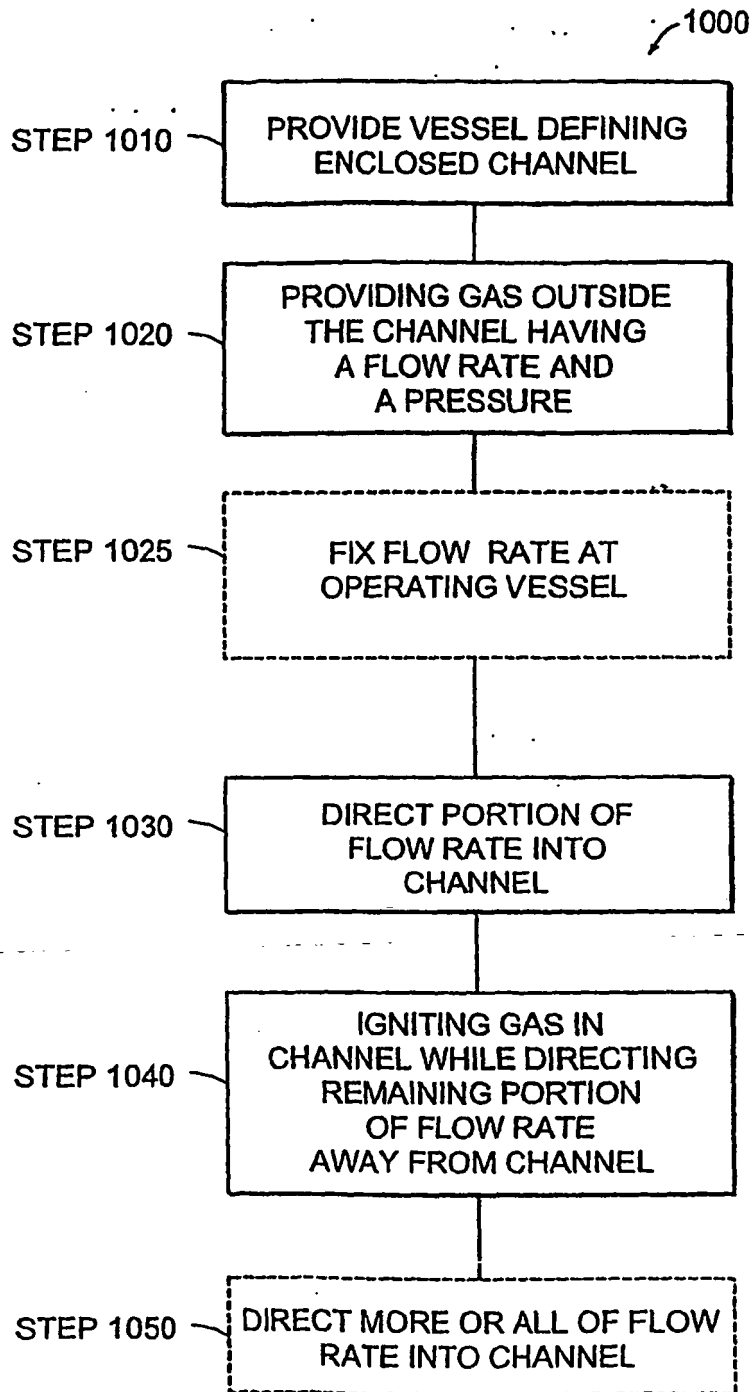 1000
STEP 1010
PROVIDE VESSEL DEFINING
ENCLOSED CHANNEL
STEP 1020
PROVIDING GAS OUTSIDE
THE CHANNEL HAVING
A FLOW RATE AND
A PRESSURE
STEP 1025
FIX FLOW RATE AT
OPERATING VESSEL
STEP 1030
DIRECT PORTION OF
FLOW RATE INTO
CHANNEL
STEP 1040
IGNITING GAS IN
CHANNEL WHILE DIRECTING
REMAINING PORTION
OF FLOW RATE
AWAY FROM CHANNEL
STEP 1050
DIRECT MORE OR ALL OF FLOW
RATE INTO CHANNEL